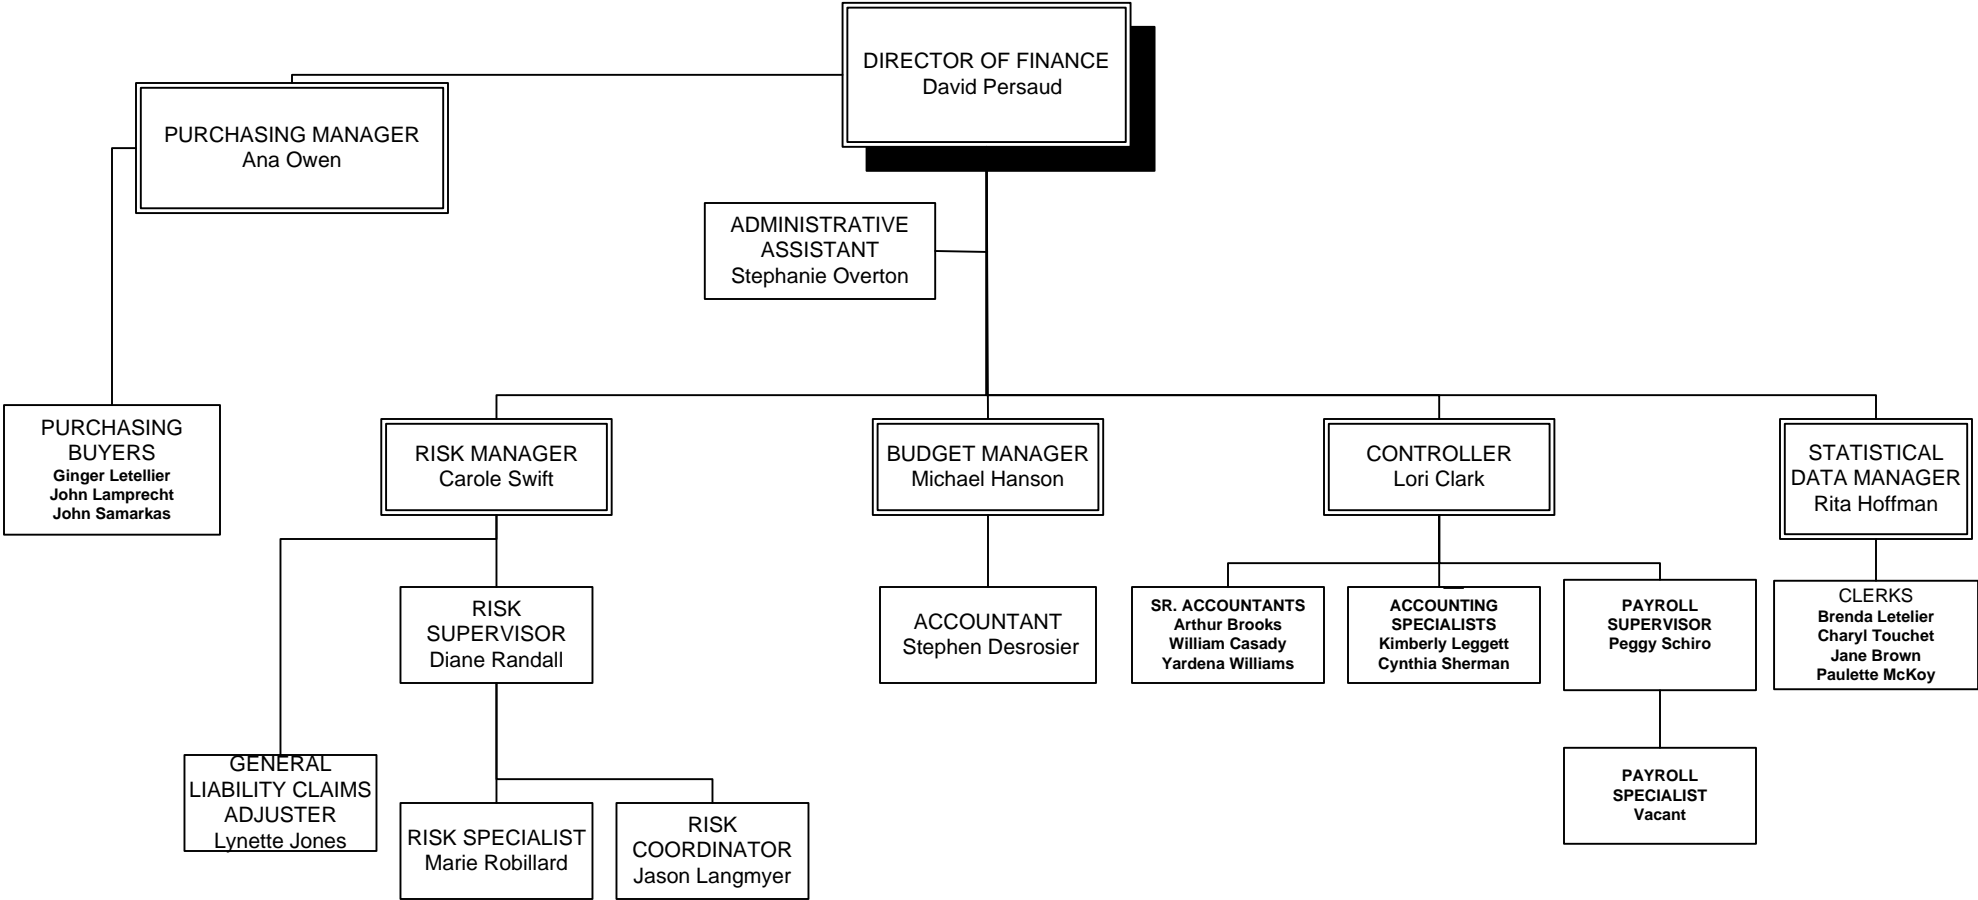 DIRECTOR OF FINANCE
David Persaud
PURCHASING MANAGER
Ana Owen
ADMINISTRATIVE
ASSISTANT
Stephanie Overton
PURCHASING
BUYERS
Ginger Letellier
John Lamprecht
John Samarkas
RISK MANAGER
Carole Swift
BUDGET MANAGER
Michael Hanson
CONTROLLER
Lori Clark
STATISTICAL
DATA MANAGER
Rita Hoffman
RISK
SUPERVISOR
Diane Randall
ACCOUNTANT
Stephen Desrosier
SR. ACCOUNTANTS
Arthur Brooks
William Casady
Yardena Williams
ACCOUNTING
SPECIALISTS
Kimberly Leggett
Cynthia Sherman
PAYROLL
SUPERVISOR
Peggy Schiro
CLERKS
Brenda Letelier
Charyl Touchet
Jane Brown
Paulette McKoy
GENERAL
LIABILITY CLAIMS
ADJUSTER
Lynette Jones
RISK SPECIALIST
Marie Robillard
RISK
COORDINATOR
Jason Langmyer
PAYROLL
SPECIALIST
Vacant